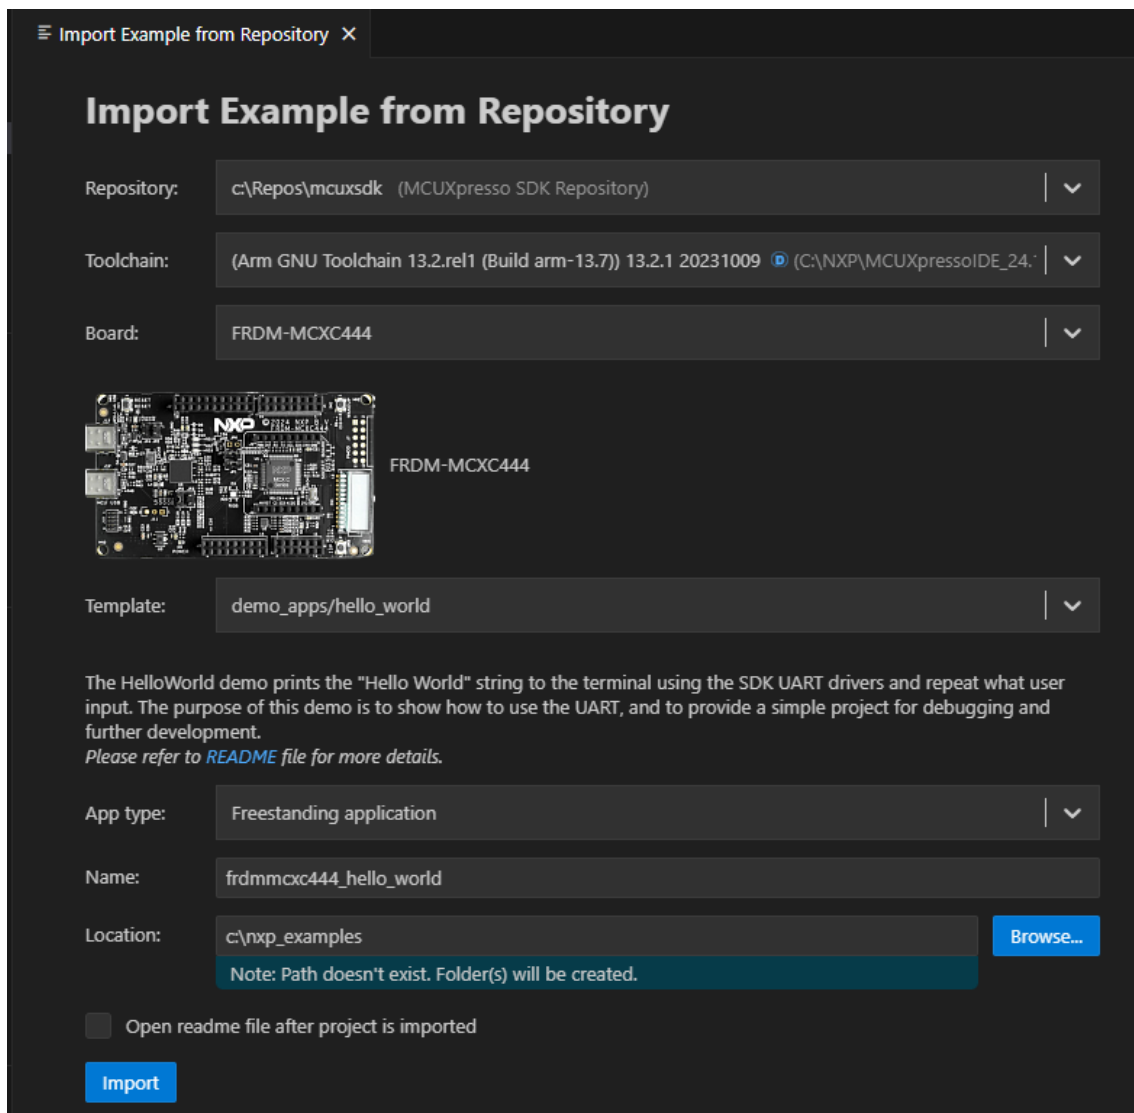 Import Example from Repository
Import Example from Repository
Repository: c:\Repos\mcuxsdk (MCUXpresso SDK Repository)
Toolchain: (Arm GNU Toolchain 13.2.rel1 (Build arm-13.7)) 13.2.1 20231009 D (C:\NXP\MCUXpressoIDE_24.
Board: FRDM-MCXC444
NXP ©2024 NXP B.V.
FRDM-MCXC444
FRDM-MCXC444
Template: demo_apps/hello_world
The HelloWorld demo prints the "Hello World" string to the terminal using the SDK UART drivers and repeat what user
input. The purpose of this demo is to show how to use the UART, and to provide a simple project for debugging and
further development.
Please refer to README file for more details.
App type: Freestanding application
Name: frdmmcxc444_hello_world
Location: c:\nxp_examples Browse...
Note: Path doesn't exist. Folder(s) will be created.
Open readme file after project is imported
Import